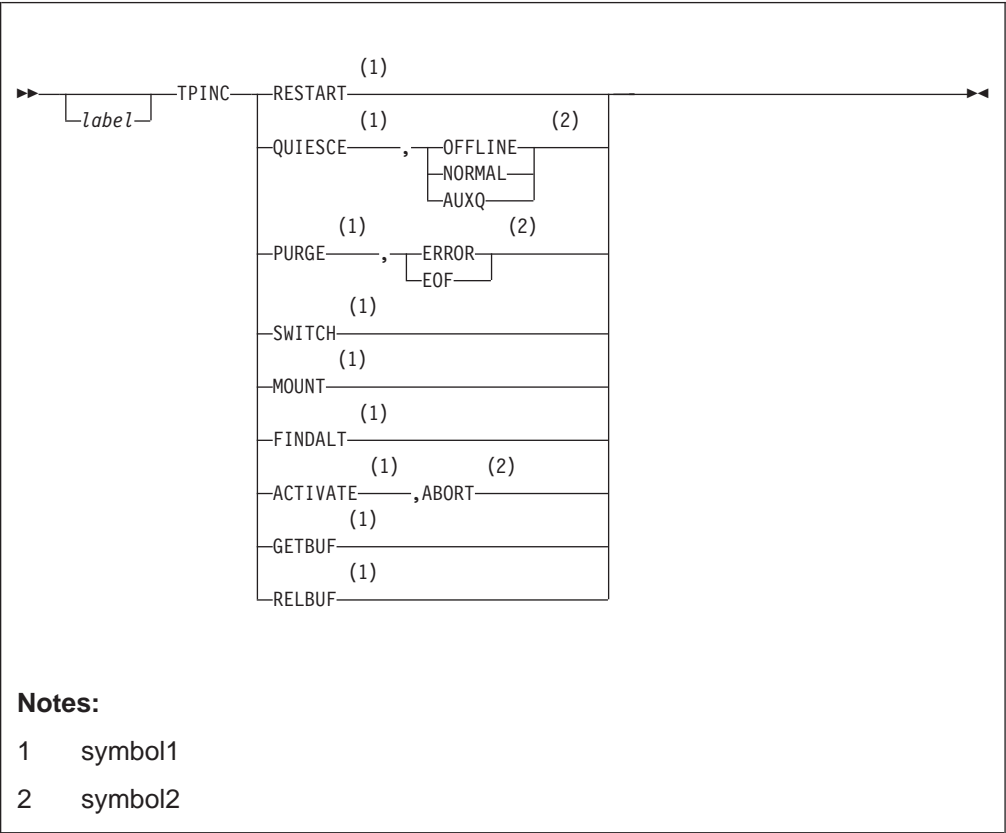 (1)
TPINC RESTART
label
(1) (2)
QUIESCE , OFFLINE
NORMAL
AUXQ
(1) (2)
PURGE , ERROR
EOF
(1)
SWITCH
(1)
MOUNT
(1)
FINDALT
(1) (2)
ACTIVATE ,ABORT
(1)
GETBUF
(1)
RELBUF
Notes:
1 symbol1
2 symbol2